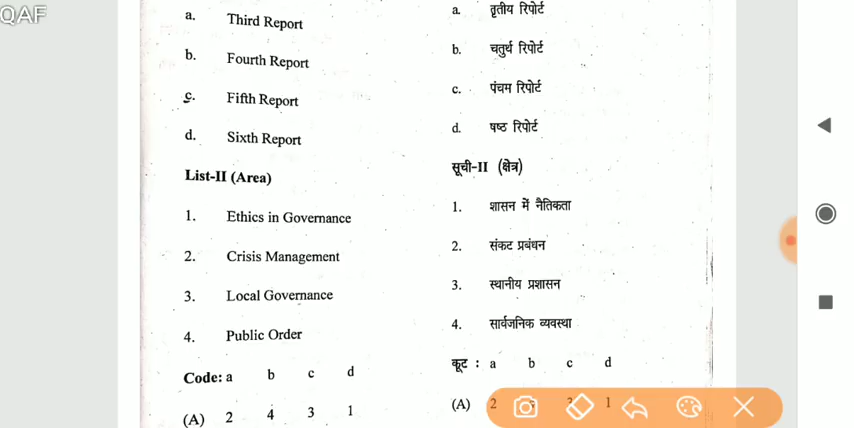 QAF
a. Third Report
b. Fourth Report
c. Fifth Report
d. Sixth Report
List-II (Area)
1. Ethics in Governance
2. Crisis Management
3. Local Governance
4. Public Order
Code: a b c d
(A) 2 4 3 1
a. तृतीय रिपोर्ट
b. चतुर्थ रिपोर्ट
c. पंचम रिपोर्ट
d. षष्ठ रिपोर्ट
सूची-II (क्षेत्र)
1. शासन में नैतिकता
2. संकट प्रबंधन
3. स्थानीय प्रशासन
4. सार्वजनिक व्यवस्था
कूट : a b c d
(A) 2 3 1